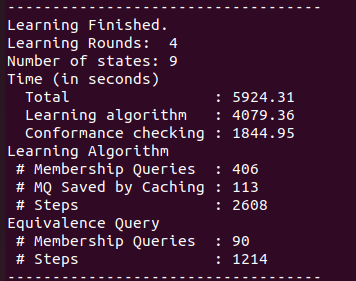 -----------------------------------
Learning Finished.
Learning Rounds:  4
Number of states: 9
Time (in seconds)
  Total                : 5924.31
  Learning algorithm   : 4079.36
  Conformance checking : 1844.95
Learning Algorithm
 # Membership Queries  : 406
 # MQ Saved by Caching : 113
 # Steps               : 2608
Equivalence Query
 # Membership Queries  : 90
 # Steps               : 1214
-----------------------------------